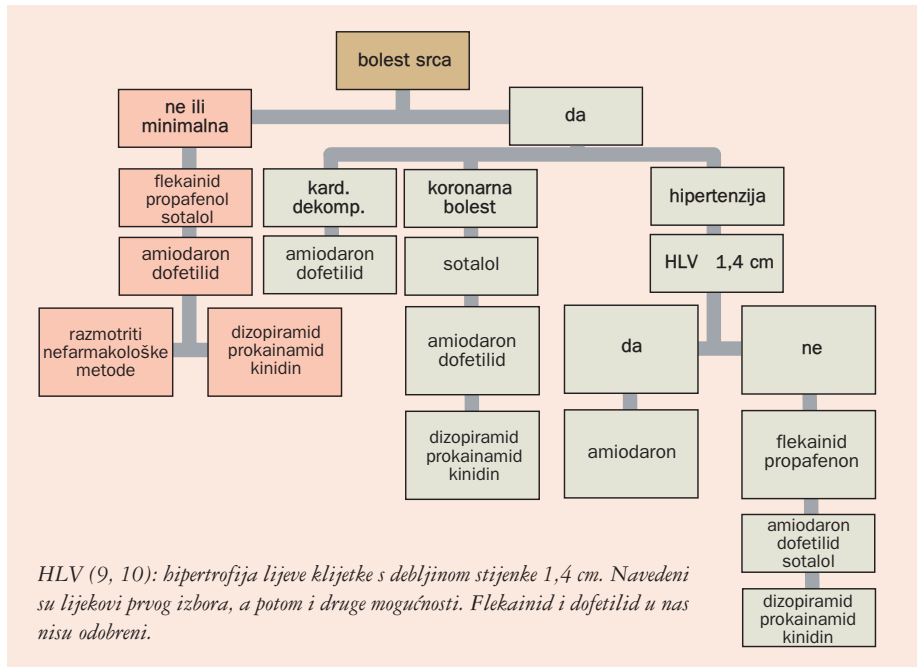 bolest srca
ne ili
minimalna
da
flekainid
propafenol
sotalol
kard.
dekomp.
koronarna
bolest
hipertenzija
amiodaron
dofetilid
amiodaron
dofetilid
sotalol
HLV 1,4 cm
razmotriti
nefarmakološke
metode
dizopiramid
prokainamid
kinidin
amiodaron
dofetilid
da
ne
dizopiramid
prokainamid
kinidin
amiodaron
flekainid
propafenon
amiodaron
dofetilid
sotalol
dizopiramid
prokainamid
kinidin
HLV (9, 10): hipertrofija lijeve klijetke s debljinom stijenke 1,4 cm. Navedeni
su lijekovi prvog izbora, a potom i druge mogućnosti. Flekainid i dofetilid u nas
nisu odobreni.